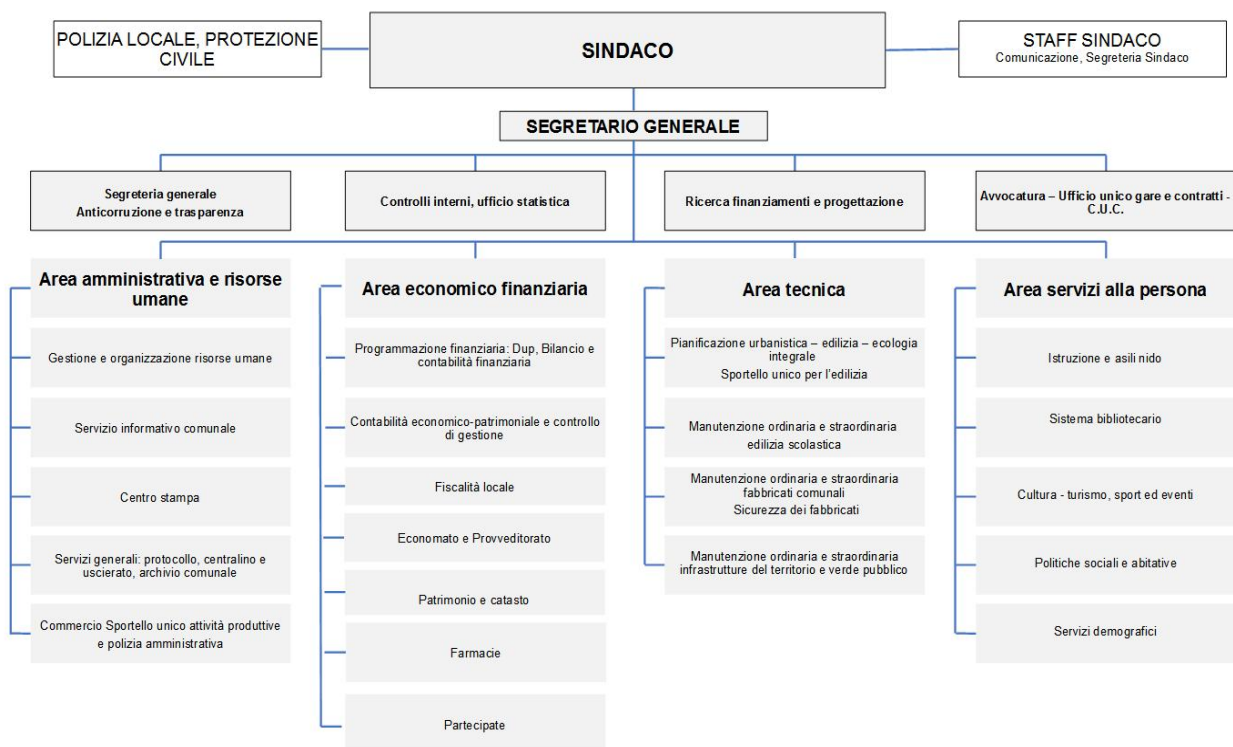 POLIZIA LOCALE, PROTEZIONE
CIVILE
SINDACO
STAFF SINDACO
Comunicazione, Segreteria Sindaco
SEGRETARIO GENERALE
Segreteria generale
Anticorruzione e trasparenza
Controlli interni, ufficio statistica
Ricerca finanziamenti e progettazione
Avvocatura – Ufficio unico gare e contratti -
C.U.C.
Area amministrativa e risorse
umane
Gestione e organizzazione risorse umane
Servizio informativo comunale
Centro stampa
Servizi generali: protocollo, centralino e
uscierato, archivio comunale
Commercio Sportello unico attività produttive
e polizia amministrativa
Area economico finanziaria
Programmazione finanziaria: Dup, Bilancio e
contabilità finanziaria
Contabilità economico-patrimoniale e controllo
di gestione
Fiscalità locale
Economato e Provveditorato
Patrimonio e catasto
Farmacie
Partecipate
Area tecnica
Pianificazione urbanistica – edilizia – ecologia
integrale
Sportello unico per l'edilizia
Manutenzione ordinaria e straordinaria
edilizia scolastica
Manutenzione ordinaria e straordinaria
fabbricati comunali
Sicurezza dei fabbricati
Manutenzione ordinaria e straordinaria
infrastrutture del territorio e verde pubblico
Area servizi alla persona
Istruzione e asili nido
Sistema bibliotecario
Cultura - turismo, sport ed eventi
Politiche sociali e abitative
Servizi demografici